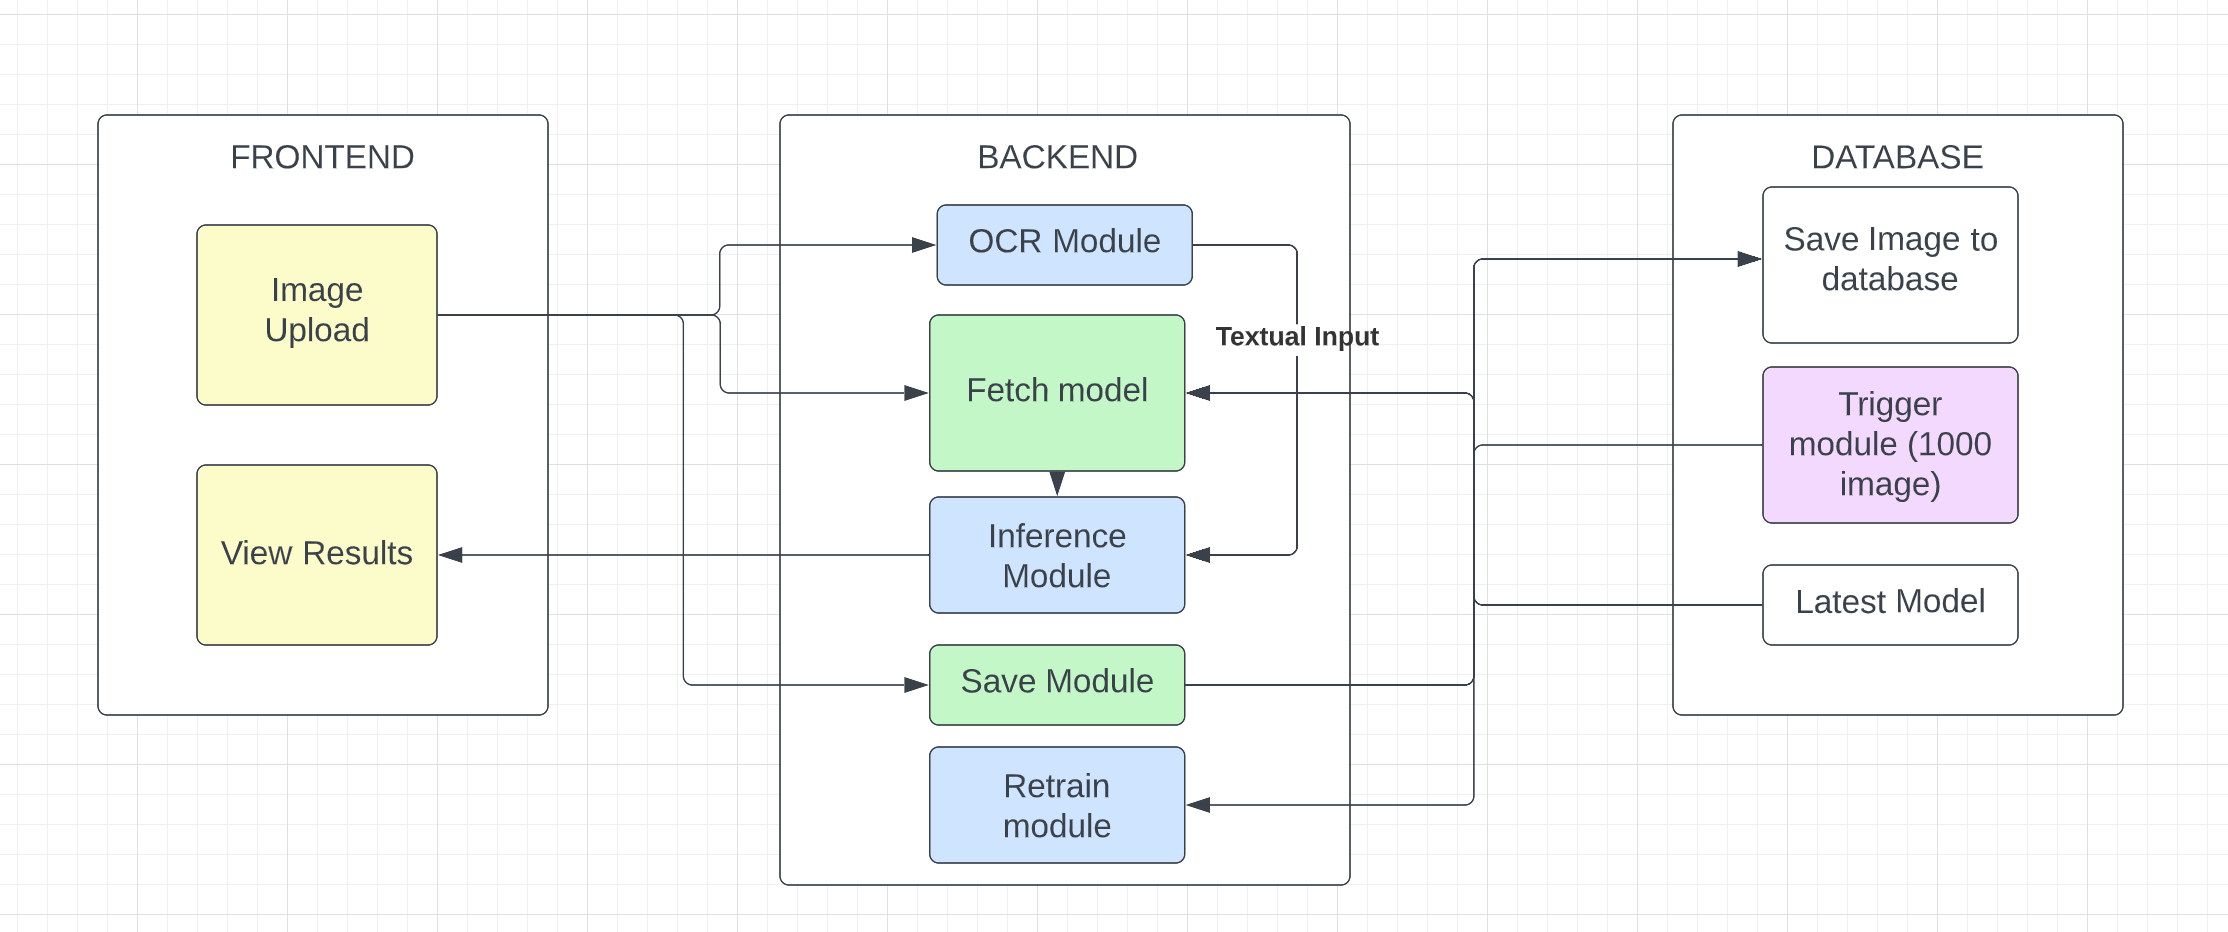 FRONTEND
Image
Upload
View Results
BACKEND
OCR Module
Textual Input
Fetch model
Inference
Module
Save Module
Retrain
module
DATABASE
Save Image to
database
Trigger
module (1000
image)
Latest Model